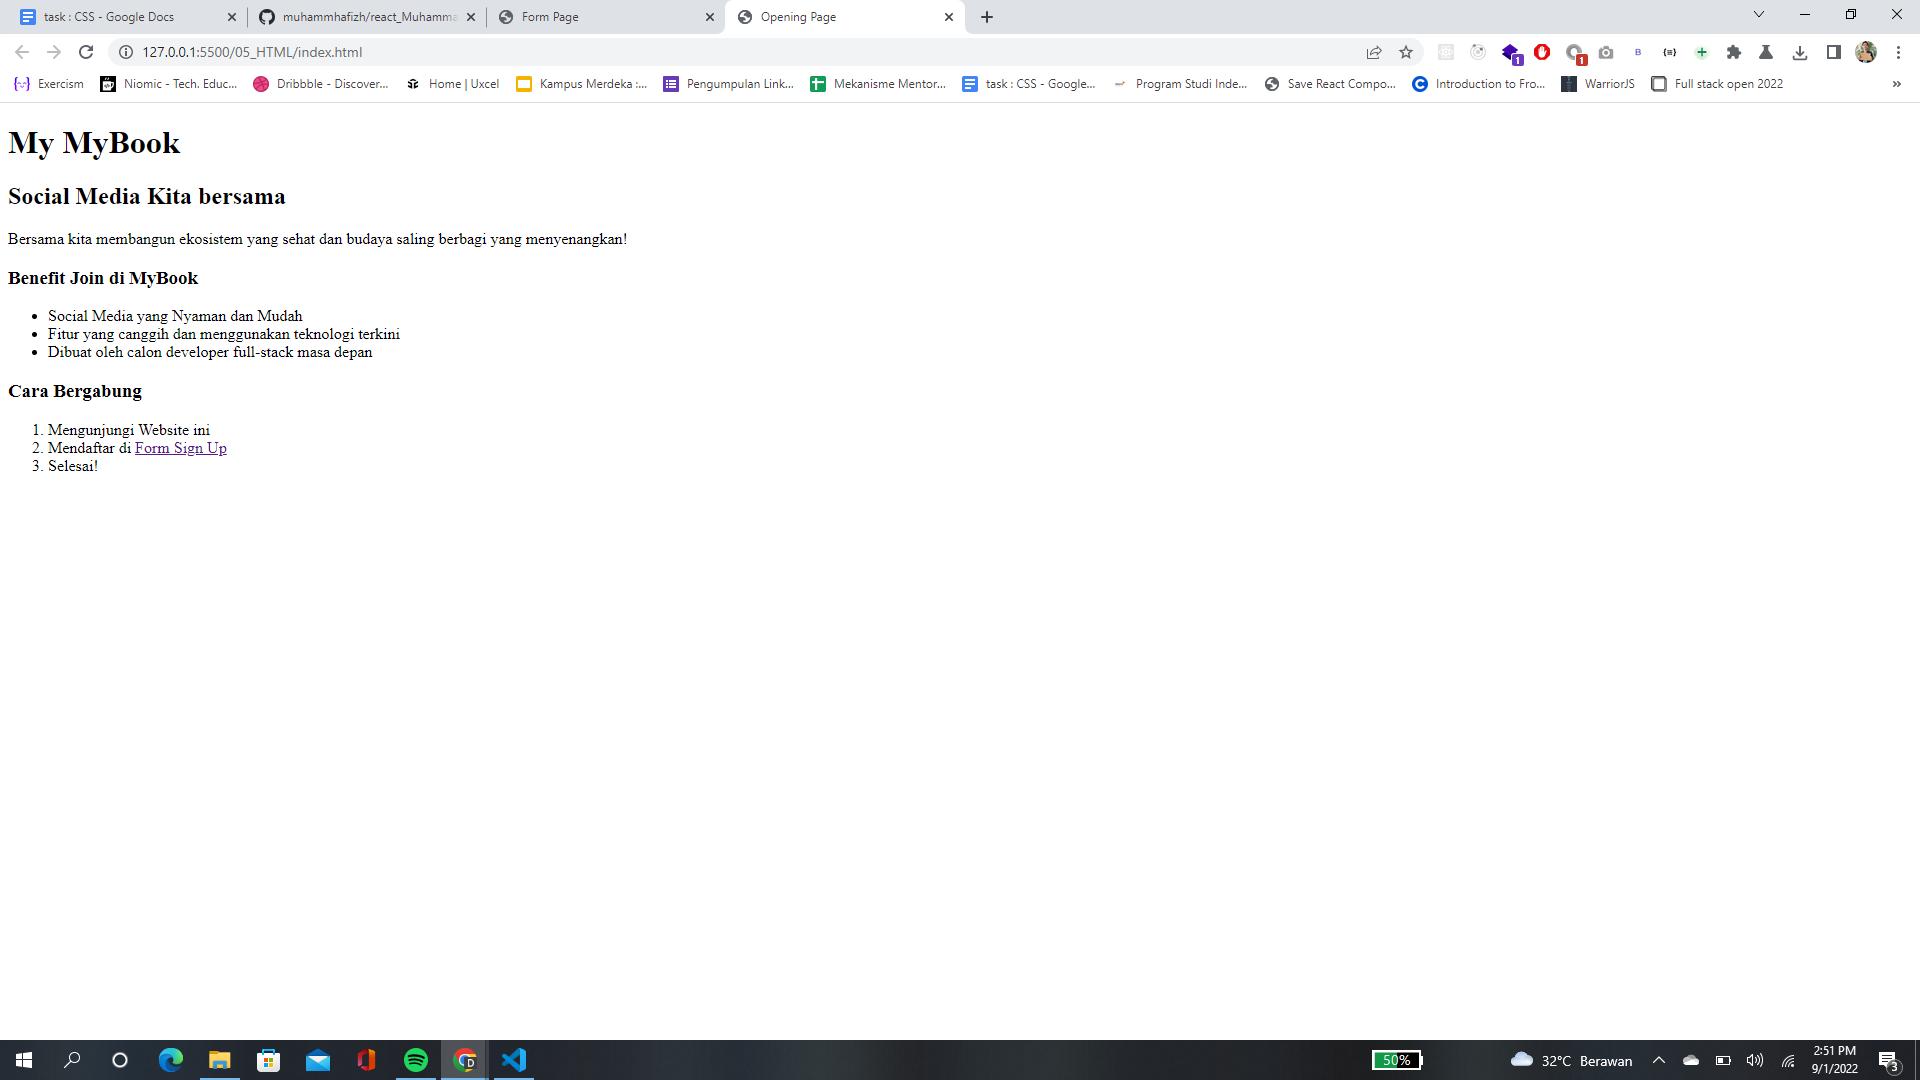 task : CSS - Google Docs
muhammhafizh/react_Muhamma
Form Page
Opening Page
127.0.0.1:5500/05_HTML/index.html
1
1
B
Exercism
Niomic - Tech. Educ...
Dribbble - Discover...
Home | Uxcel
Kampus Merdeka :...
Pengumpulan Link...
Mekanisme Mentor...
task : CSS - Google...
Program Studi Inde...
Save React Compo...
Introduction to Fro...
WarriorJS
Full stack open 2022
»
My MyBook
Social Media Kita bersama
Bersama kita membangun ekosistem yang sehat dan budaya saling berbagi yang menyenangkan!
Benefit Join di MyBook
• Social Media yang Nyaman dan Mudah
• Fitur yang canggih dan menggunakan teknologi terkini
• Dibuat oleh calon developer full-stack masa depan
Cara Bergabung
1. Mengunjungi Website ini
2. Mendaftar di Form Sign Up
3. Selesai!
D
50%
32°C Berawan
2:51 PM
9/1/2022
3